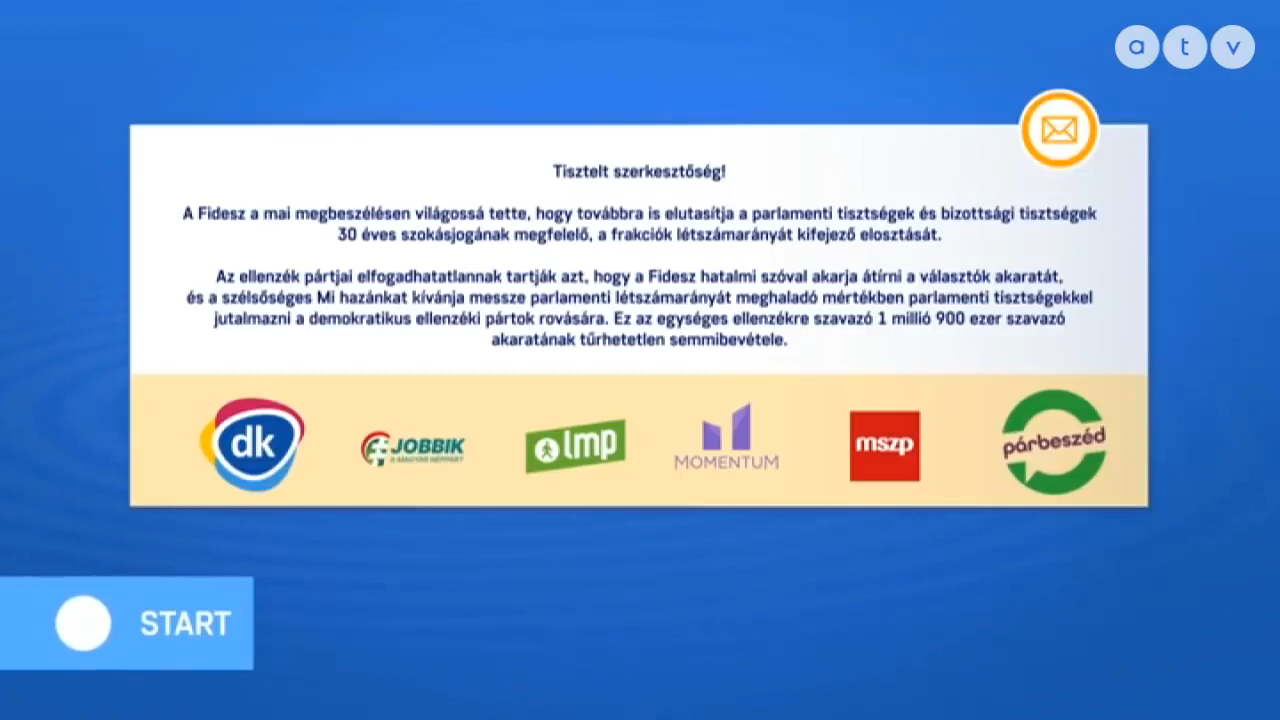 a t v
Tisztelt szerkesztőség!
A Fidesz a mai megbeszélésen világossá tette, hogy továbbra is elutasítja a parlamenti tisztségek és bizottsági tisztségek
30 éves szokásjogának megfelelő, a frakciók létszámarányát kifejező elosztását.
Az ellenzék pártjai elfogadhatatlannak tartják azt, hogy a Fidesz hatalmi szóval akarja átírni a választók akaratát,
és a szélsőséges Mi hazánkat kívánja messze parlamenti létszámarányát meghaladó mértékben parlamenti tisztségekkel
jutalmazni a demokratikus ellenzéki pártok rovására. Ez az egységes ellenzékre szavazó 1 millió 900 ezer szavazó
akaratának tűrhetetlen semmibevétele.
dk
JOBBIK
A MAGYAR NÉPPÁRT
lmp
MOMENTUM
mszp
párbeszéd
START